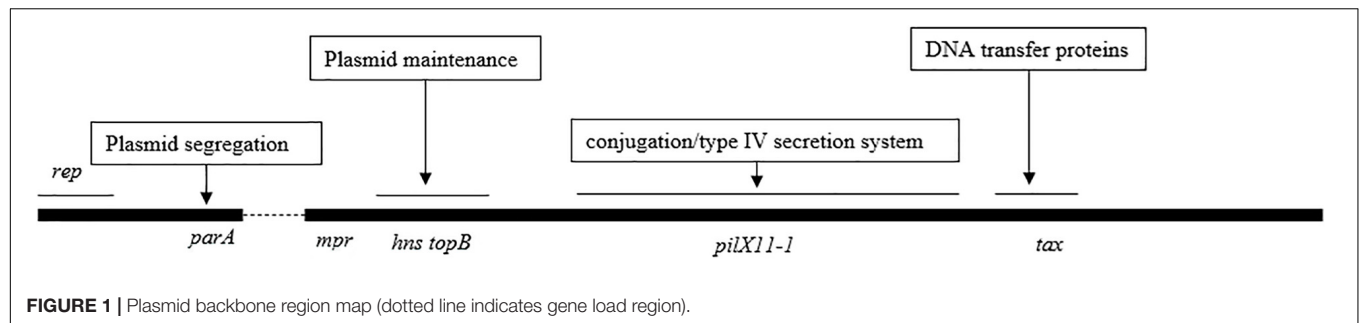 DNA transfer proteins
Plasmid maintenance
Plasmid segregation
conjugation/type IV secretion system
rep
parA
mpr
hns topB
pilX11-1
tax
FIGURE 1 | Plasmid backbone region map (dotted line indicates gene load region).